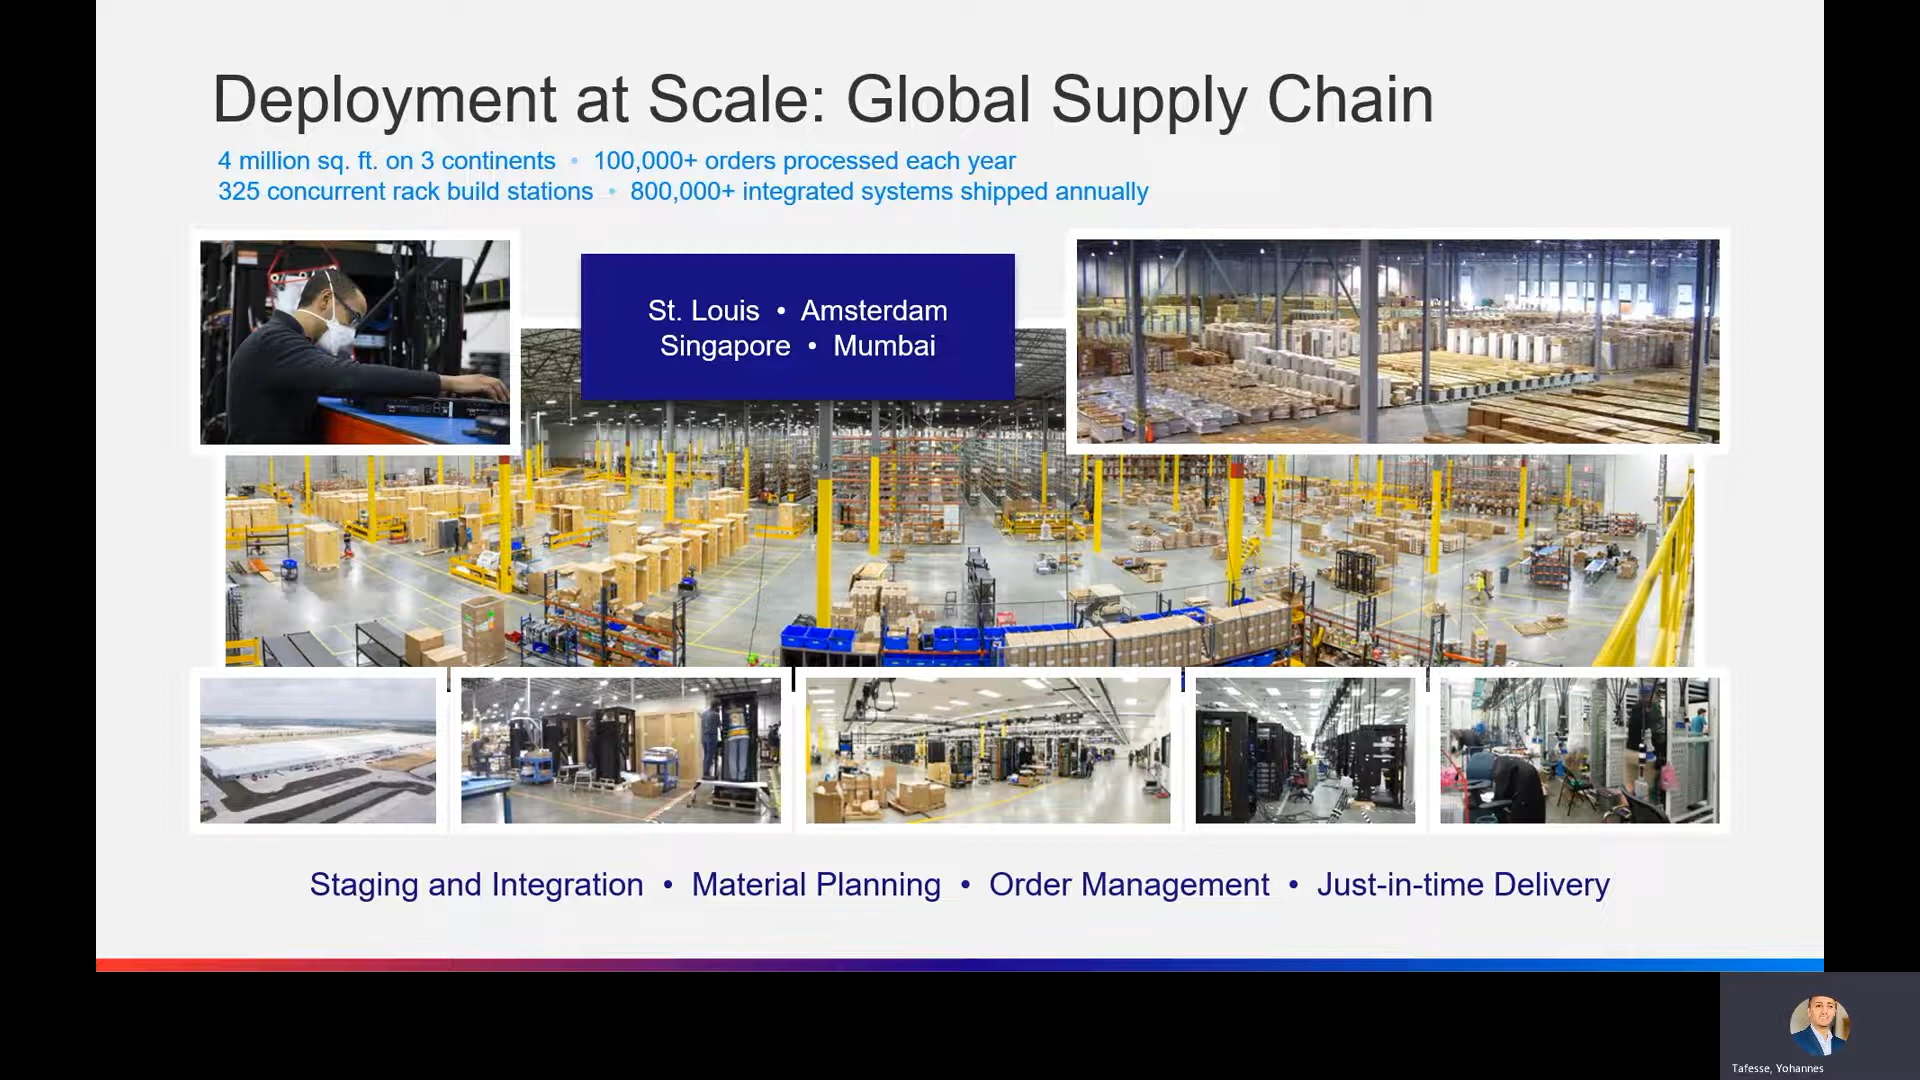 Deployment at Scale: Global Supply Chain
4 million sq. ft. on 3 continents • 100,000+ orders processed each year
325 concurrent rack build stations • 800,000+ integrated systems shipped annually
St. Louis • Amsterdam
Singapore • Mumbai
Staging and Integration • Material Planning • Order Management • Just-in-time Delivery
Tafesse, Yohannes